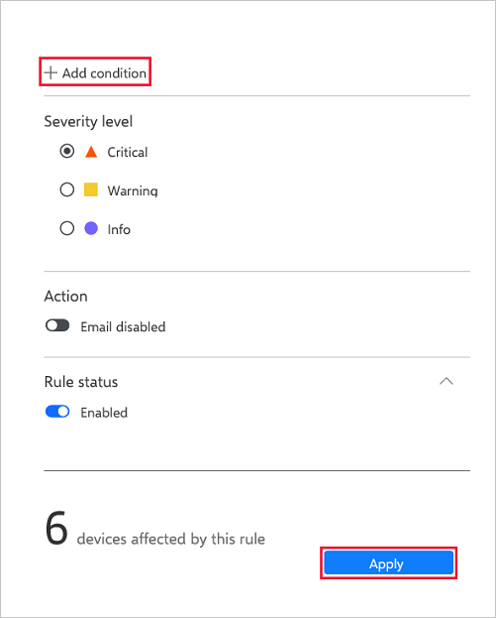 Add condition
Severity level
Critical
Warning
Info
Action
Email disabled
Rule status
Enabled
6 devices affected by this rule
Apply